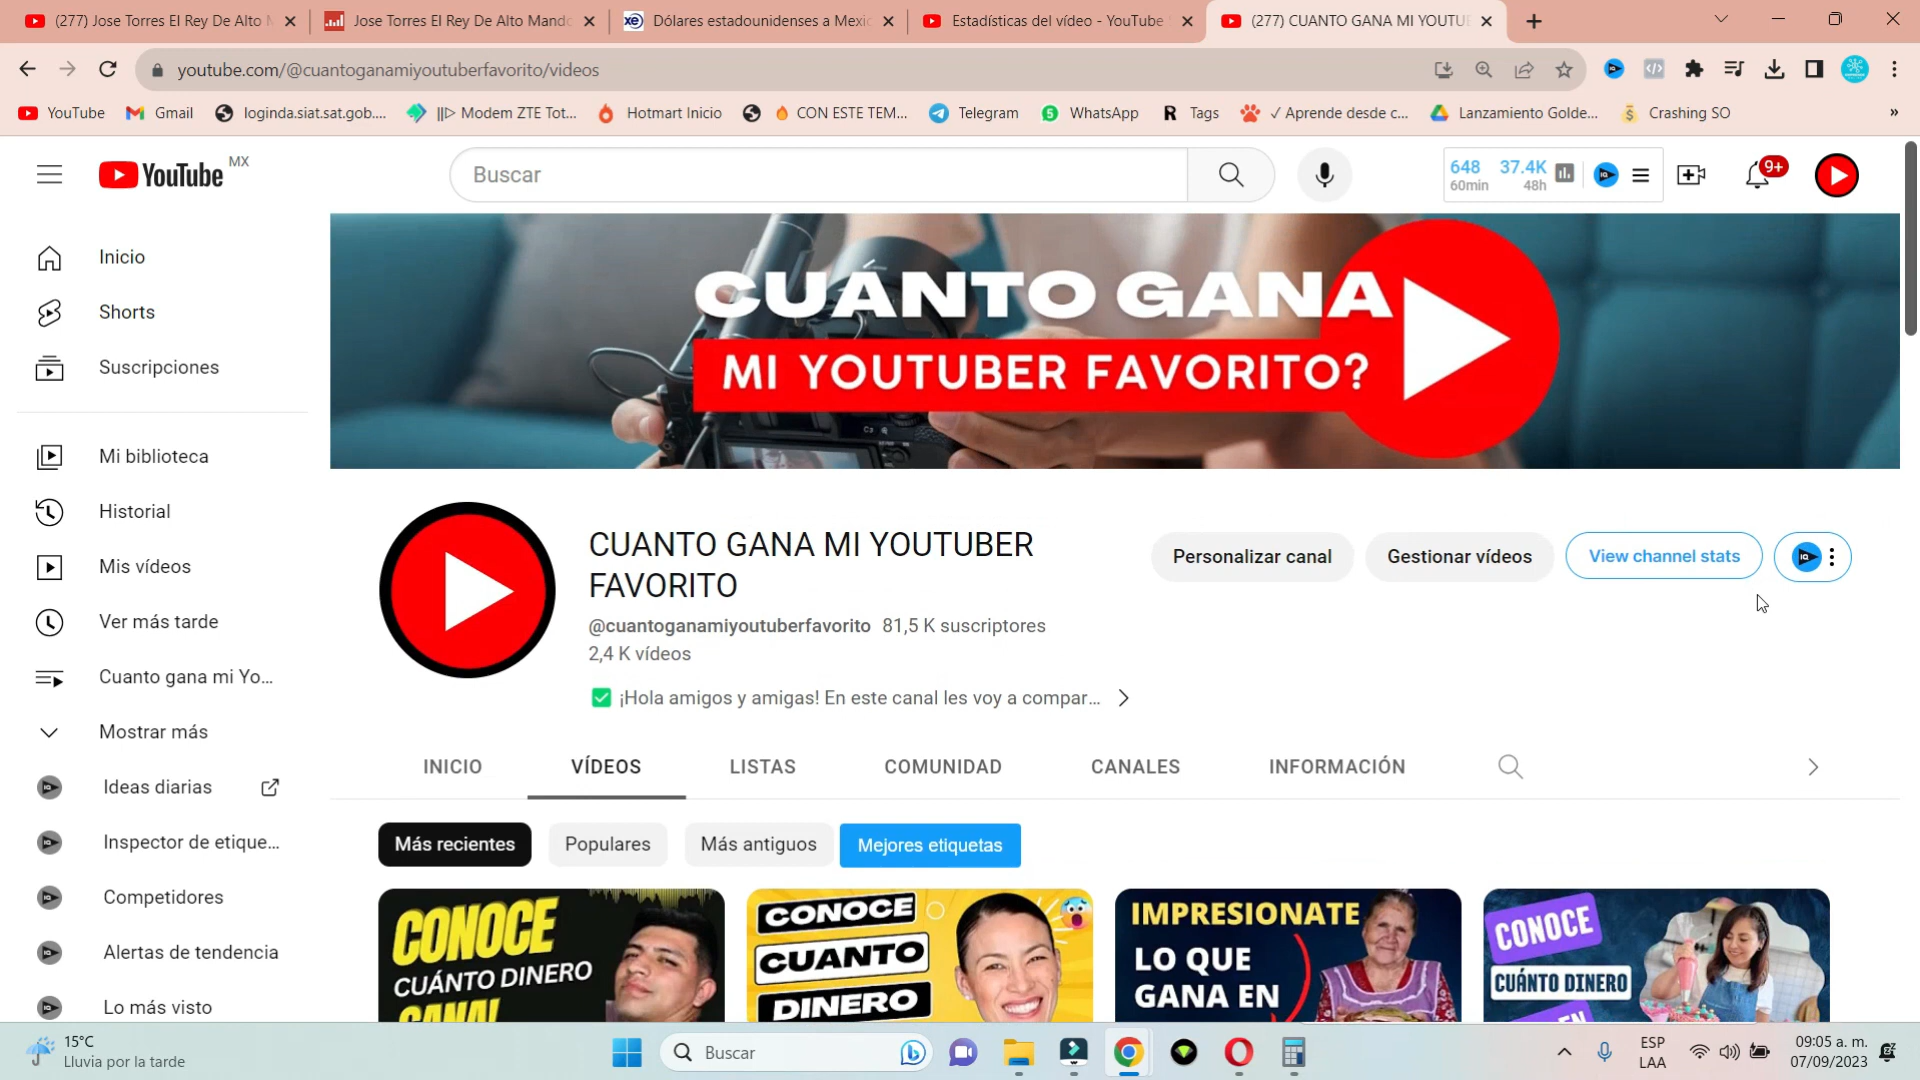 (277) Jose Torres El Rey De Alto M
Jose Torres El Rey De Alto Mando
Dólares estadounidenses a Mexic
Estadísticas del vídeo - YouTube
(277) CUANTO GANA MI YOUTUB
youtube.com/@cuantoganamiyoutuberfavorito/videos
YouTube
Gmail
loginda.siat.sat.gob....
||▷ Modem ZTE Tot...
Hotmart Inicio
CON ESTE TEM...
Telegram
WhatsApp
Tags
✓ Aprende desde c...
Lanzamiento Golde...
Crashing SO
»
YouTube MX
Buscar
648 60min
37.4K 48h
9+
Inicio
Shorts
Suscripciones
Mi biblioteca
Historial
Mis vídeos
Ver más tarde
Cuanto gana mi Yo...
Mostrar más
Ideas diarias
Inspector de etique...
Competidores
Alertas de tendencia
Lo más visto
CUÁNTO GANA
MI YOUTUBER FAVORITO?
CUANTO GANA MI YOUTUBER
FAVORITO
@cuantoganamiyoutuberfavorito 81,5 K suscriptores
2,4 K vídeos
¡Hola amigos y amigas! En este canal les voy a compar...
Personalizar canal
Gestionar vídeos
View channel stats
INICIO
VÍDEOS
LISTAS
COMUNIDAD
CANALES
INFORMACIÓN
Más recientes
Populares
Más antiguos
Mejores etiquetas
CONOCE
CUÁNTO DINERO
GANA!
CONOCE
CUANTO
DINERO
IMPRESIONATE
LO QUE
GANA EN
CONOCE
CUÁNTO DINERO
15°C
Lluvia por la tarde
Buscar
ESP
LAA
09:05 a. m.
07/09/2023